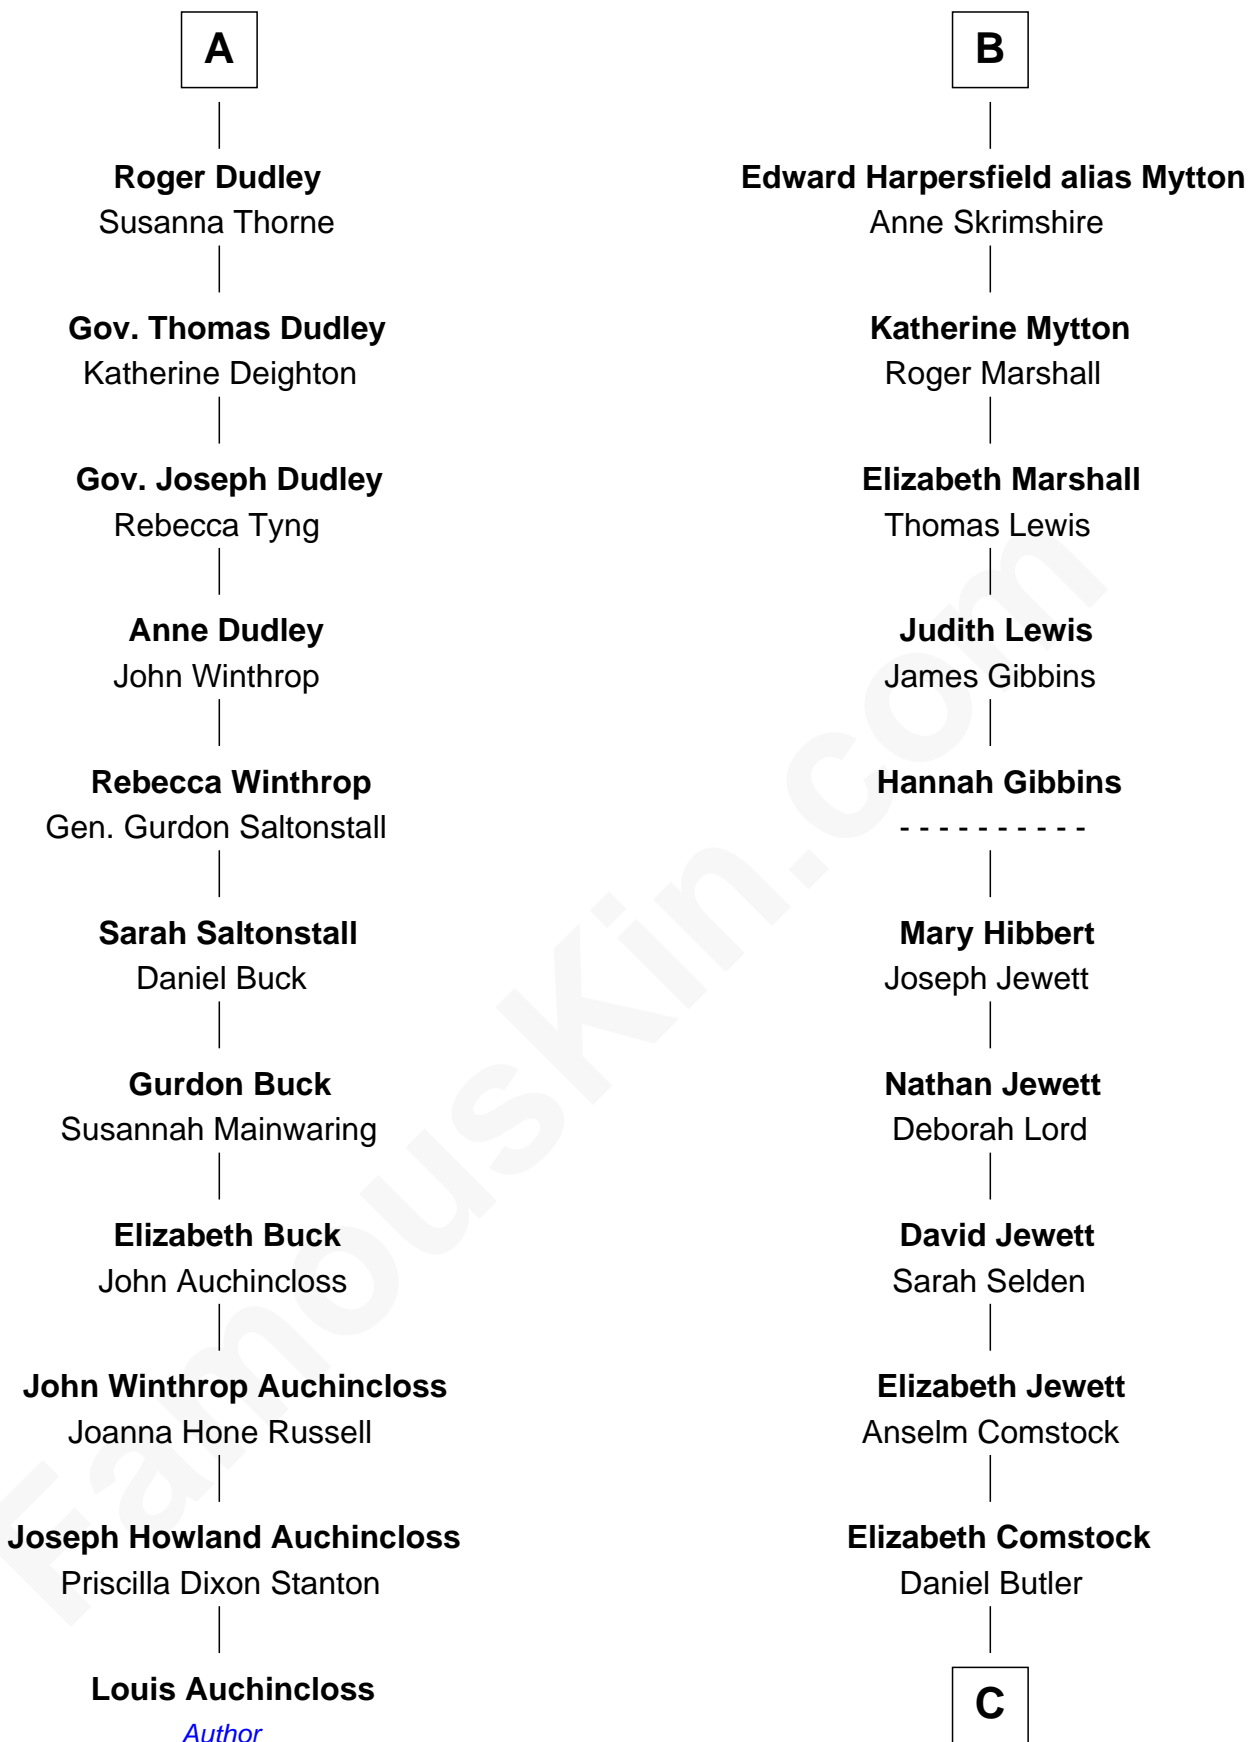 A
Roger Dudley
Susanna Thorne
Gov. Thomas Dudley
Katherine Deighton
Gov. Joseph Dudley
Rebecca Tyng
Anne Dudley
John Winthrop
Rebecca Winthrop
Gen. Gurdon Saltonstall
Sarah Saltonstall
Daniel Buck
Gurdon Buck
Susannah Mainwaring
Elizabeth Buck
John Auchincloss
John Winthrop Auchincloss
Joanna Hone Russell
Joseph Howland Auchincloss
Priscilla Dixon Stanton
Louis Auchincloss
Author
B
Edward Harpersfield alias Mytton
Anne Skrimshire
Katherine Mytton
Roger Marshall
Elizabeth Marshall
Thomas Lewis
Judith Lewis
James Gibbins
Hannah Gibbins
- - - - - - - - - -
Mary Hibbert
Joseph Jewett
Nathan Jewett
Deborah Lord
David Jewett
Sarah Selden
Elizabeth Jewett
Anselm Comstock
Elizabeth Comstock
Daniel Butler
C
FamousKin.com